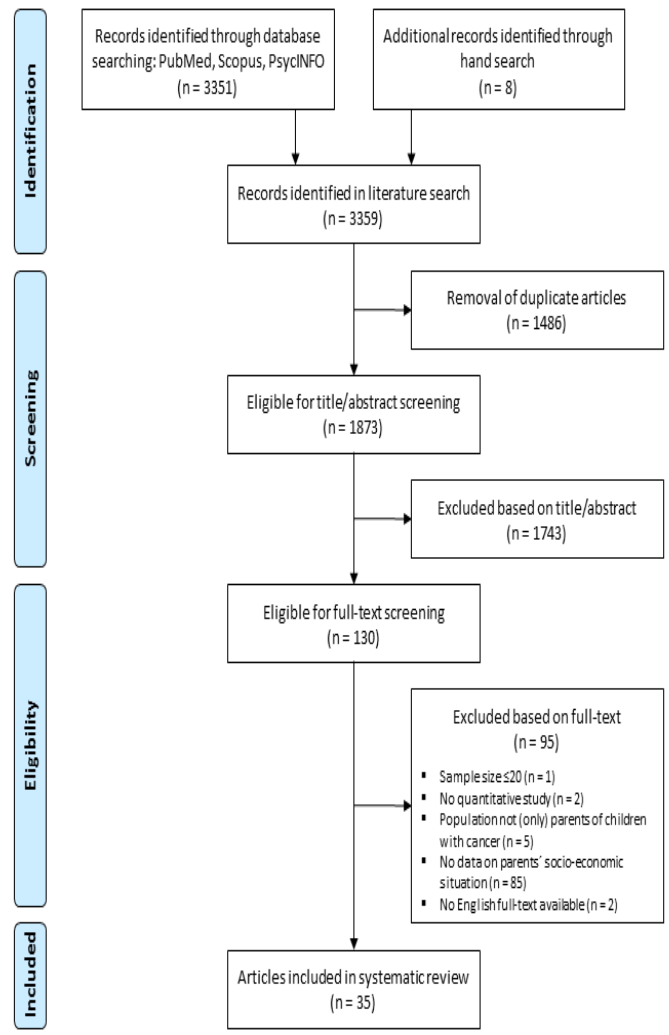 Identification
Records identified through database
searching: PubMed, Scopus, PsycINFO
(n = 3351)
Additional records identified through
hand search
(n = 8)
Records identified in literature search
(n = 3359)
Screening
Removal of duplicate articles
(n = 1486)
Eligible for title/abstract screening
(n = 1873)
Excluded based on title/abstract
(n = 1743)
Eligibility
Eligible for full-text screening
(n = 130)
Excluded based on full-text
(n = 95)
▪ Sample size ≤20 (n = 1)
▪ No quantitative study (n = 2)
▪ Population not (only) parents of children
with cancer (n = 5)
▪ No data on parents´ socio-economic
situation (n = 85)
▪ No English full-text available (n = 2)
Included
Articles included in systematic review
(n = 35)